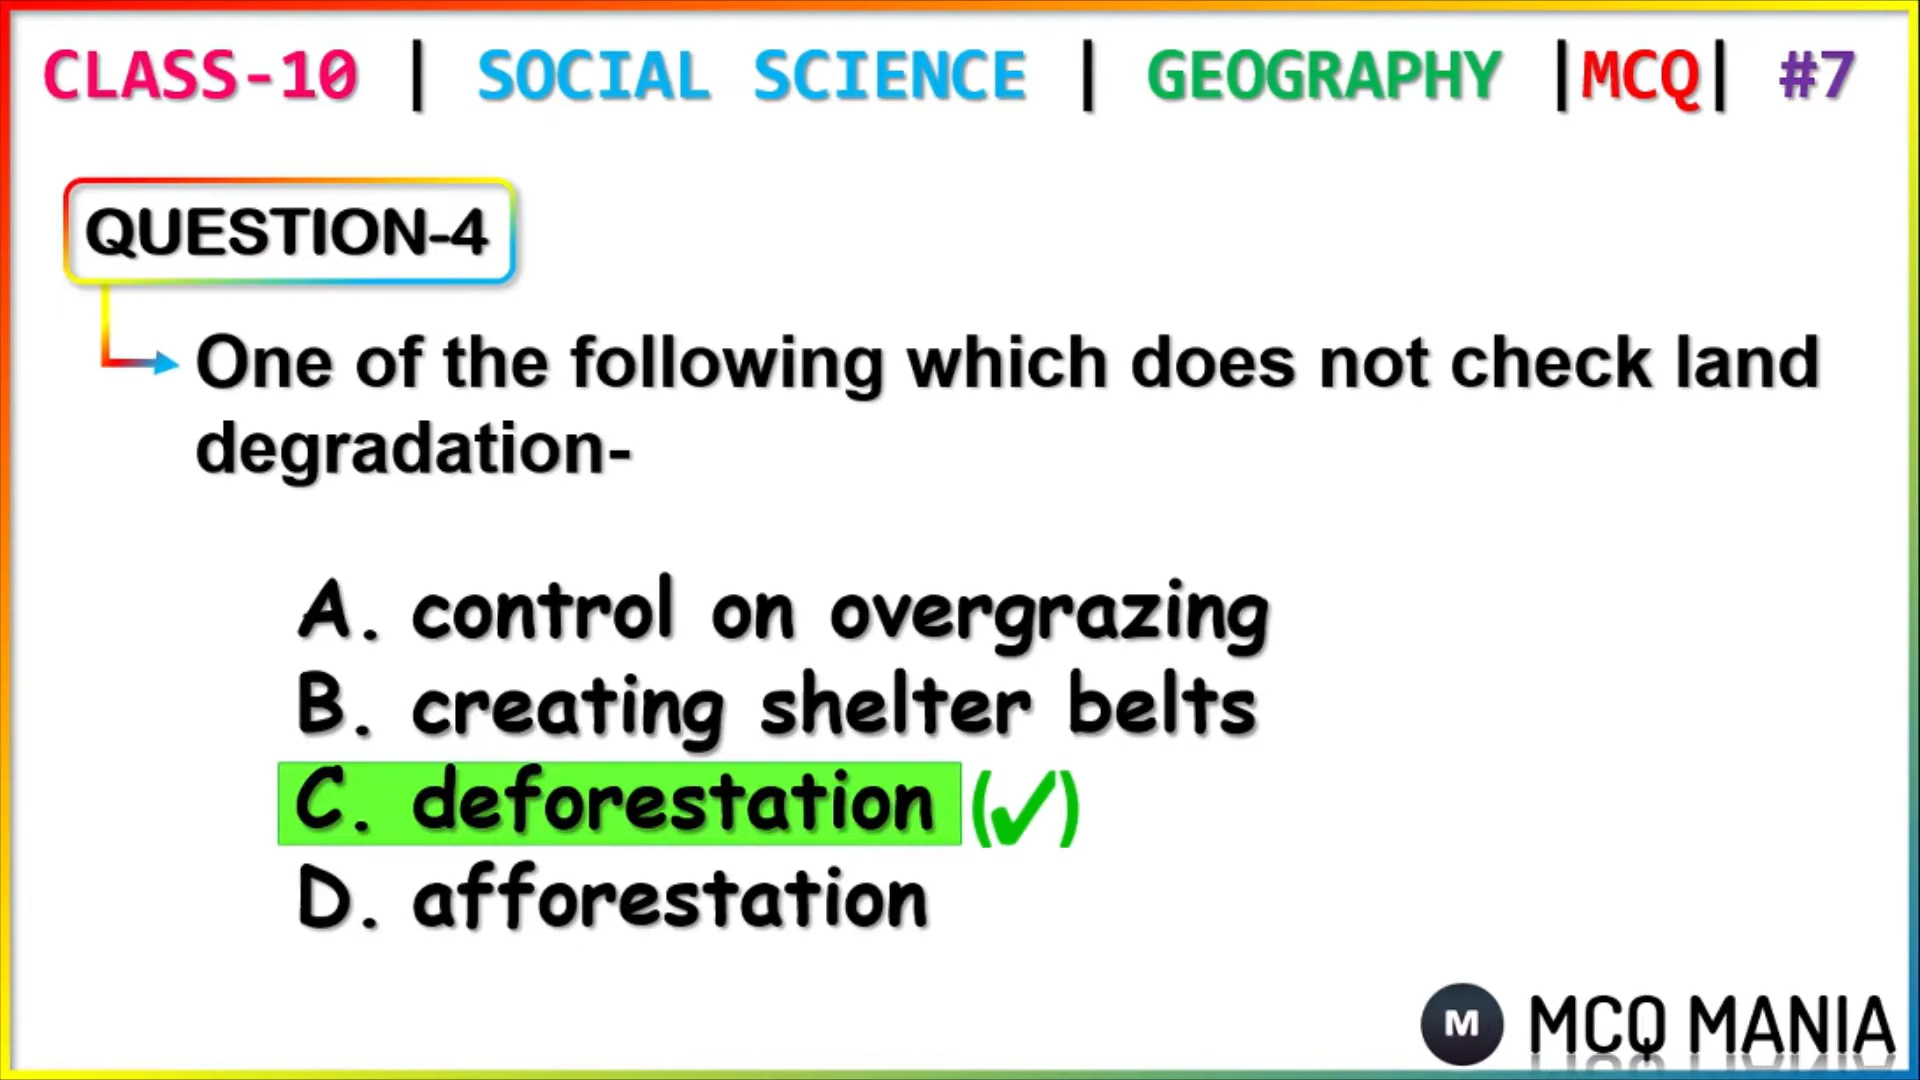 CLASS-10 | SOCIAL SCIENCE | GEOGRAPHY |MCQ| #7
QUESTION-4
One of the following which does not check land
degradation-
A. control on overgrazing
B. creating shelter belts
C. deforestation (✓)
D. afforestation
M MCQ MANIA